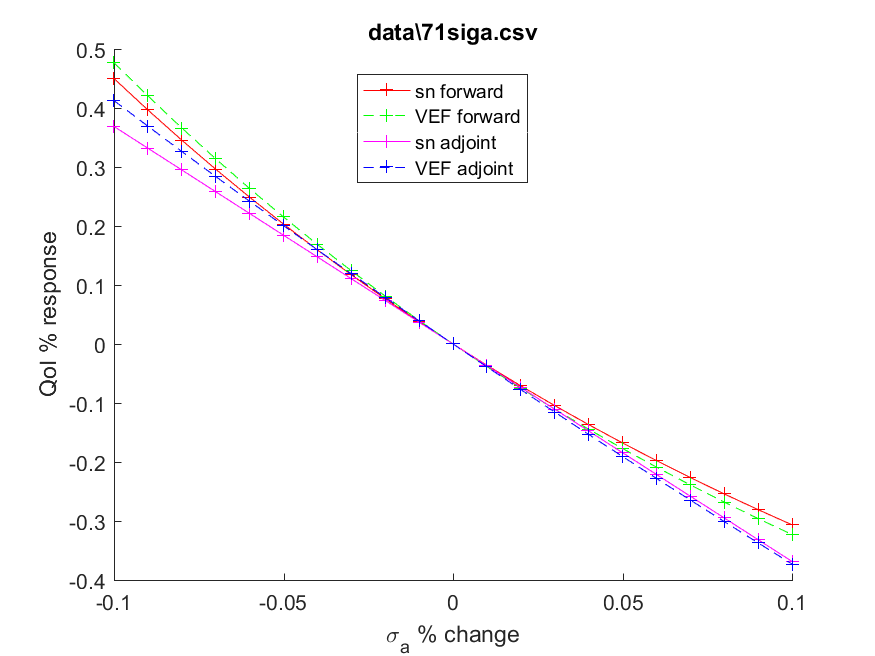 data\71siga.csv
sn forward
VEF forward
sn adjoint
VEF adjoint
QoI % response
0.5
0.4
0.3
0.2
0.1
0
-0.1
-0.2
-0.3
-0.4
-0.1 -0.05 0 0.05 0.1
σa % change